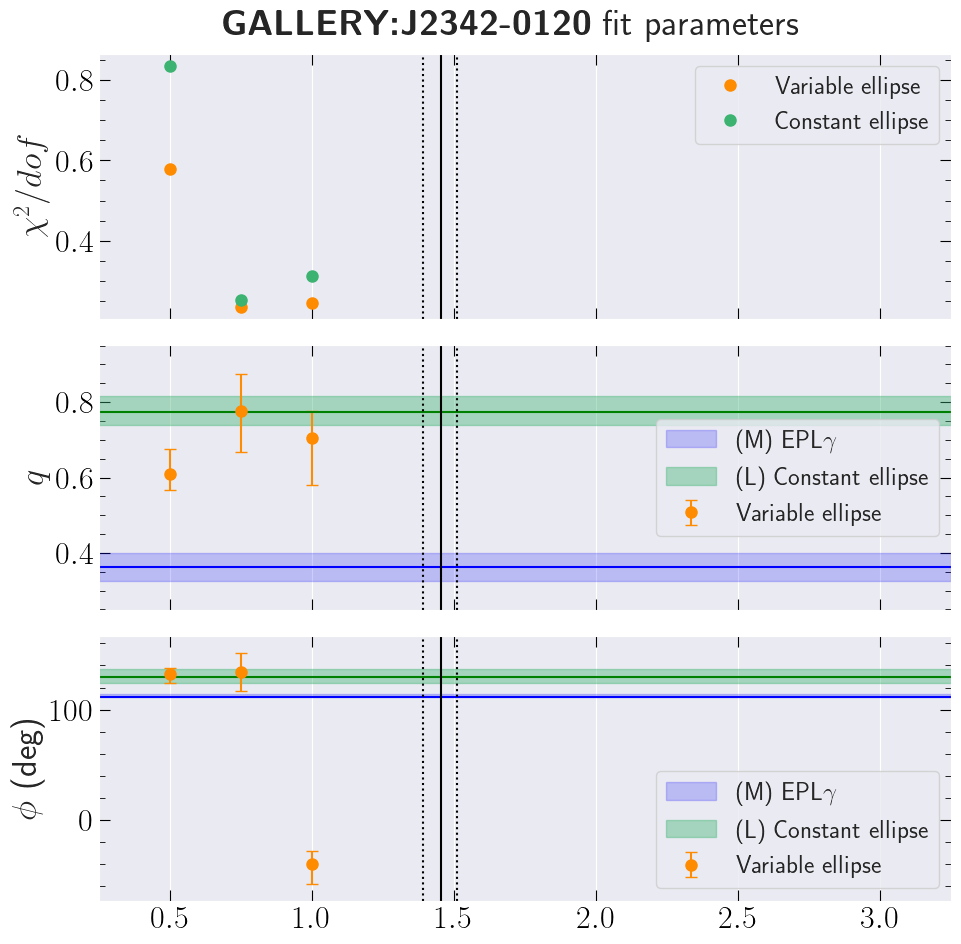 GALLERY:J2342-0120 fit parameters
0.8
0.6
0.4
χ²/dof
Variable ellipse
Constant ellipse
0.8
0.6
0.4
q
(M) EPLγ
(L) Constant ellipse
Variable ellipse
100
0
ϕ (deg)
(M) EPLγ
(L) Constant ellipse
Variable ellipse
0.5 1.0 1.5 2.0 2.5 3.0